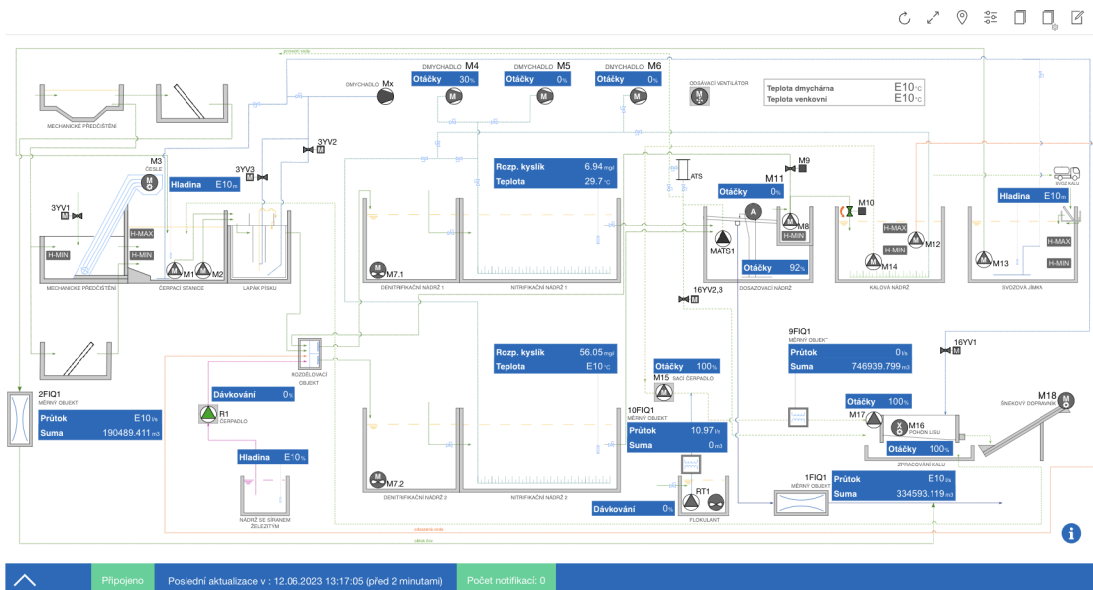 DMYCHADLO M4
Otáčky 30%
DMYCHADLO M5
Otáčky 0%
DMYCHADLO M6
Otáčky 0%
DMYCHADLO Mx
M
M
M
ODSÁVACÍ VENTILÁTOR
M
Teplota dmychárna E10°C
Teplota venkovní E10°C
MECHANICKÉ PŘEDČIŠTĚNÍ
3YV2
M
M3
ČESLE
M
3YV3
M
Hladina E10m
3YV1
M
H-MAX
H-MIN
H-MIN
M M1
M M2
MECHANICKÉ PŘEDČIŠTĚNÍ
ČERPACÍ STANICE
LAPÁK PÍSKU
Rozp. kyslík 6.94mg/l
Teplota 29.7°C
M
M7.1
DENITRIFIKAČNÍ NÁDRŽ 1
NITRIFIKAČNÍ NÁDRŽ 1
ATS
M9
M11
Otáčky 0%
A
M
M8
H-MIN
MATS1
Otáčky 92%
DOSAZOVACÍ NÁDRŽ
M10
H-MAX
H-MIN
M
M12
M
M14
KALOVÁ NÁDRŽ
SVOZ KALU
Hladina E10m
H-MAX
H-MIN
M
M13
SVOZOVÁ JÍMKA
16YV2,3
M
ROZDĚLOVACÍ
OBJEKT
2FIQ1
MĚRNÝ OBJEKT
Průtok E10l/s
Suma 190489.411m3
Dávkování 0%
R1
ČERPADLO
Hladina E10%
NÁDRŽ SE SÍRANEM
ŽELEZITÝM
Rozp. kyslík 56.05mg/l
Teplota E10°C
M
M7.2
DENITRIFIKAČNÍ NÁDRŽ 2
NITRIFIKAČNÍ NÁDRŽ 2
Otáčky 100%
M15 SACÍ ČERPADLO
M
10FIQ1
MĚRNÝ OBJEKT
Průtok 10.97l/s
Suma 0m3
RT1
Dávkování 0%
FLOKULANT
9FIQ1
MĚRNÝ OBJEKT
Průtok 0l/s
Suma 746939.799m3
16YV1
M
Otáčky 100%
M17
M
X
M16
POHON LISU
Otáčky 100%
ZPRACOVÁNÍ KALU
M18
ŠNEKOVÝ DOPRAVNÍK
M
1FIQ1
MĚRNÝ OBJEKT
Průtok E10l/s
Suma 334593.119m3
i
Připojeno
Poslední aktualizace v : 12.06.2023 13:17:05 (před 2 minutami)
Počet notifikací: 0